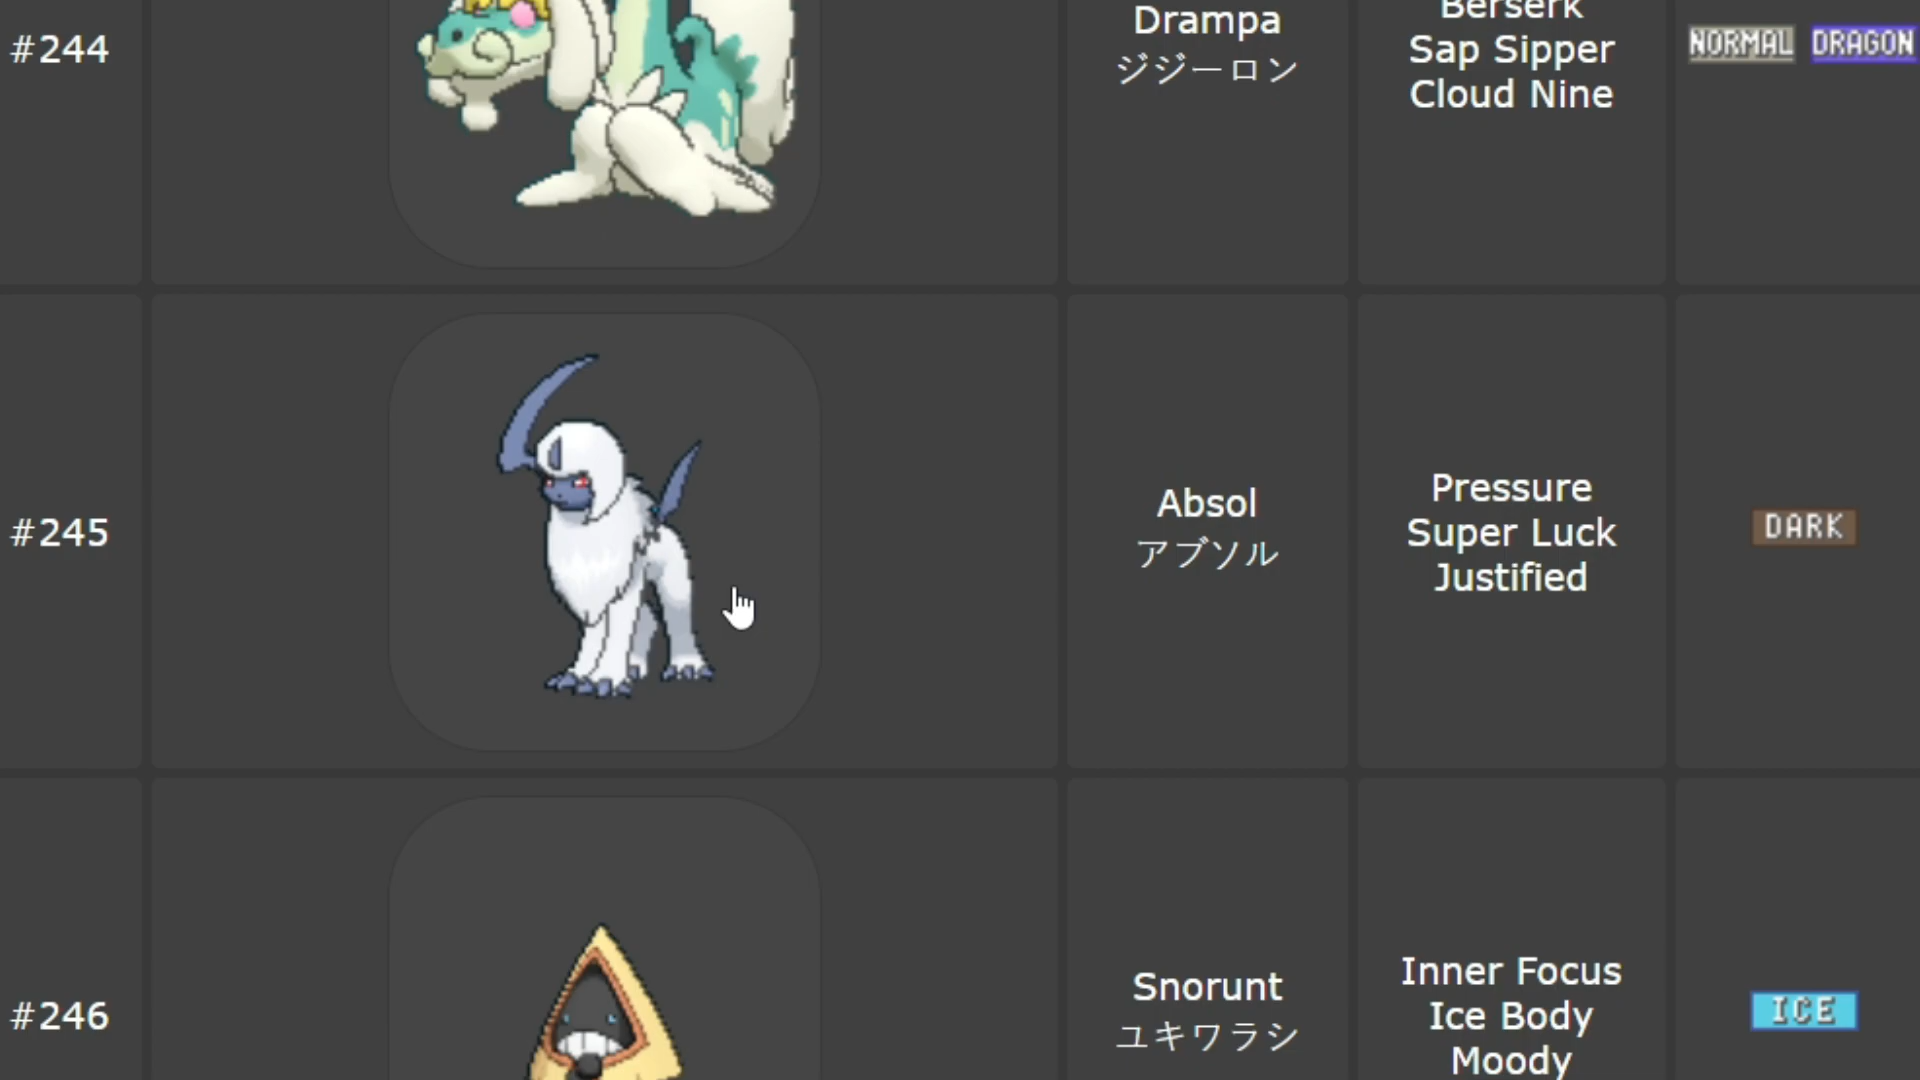 #244
Drampa
ジジーロン
Berserk
Sap Sipper
Cloud Nine
NORMAL DRAGON
#245
Absol
アブソル
Pressure
Super Luck
Justified
DARK
#246
Snorunt
ユキワラシ
Inner Focus
Ice Body
Moody
ICE